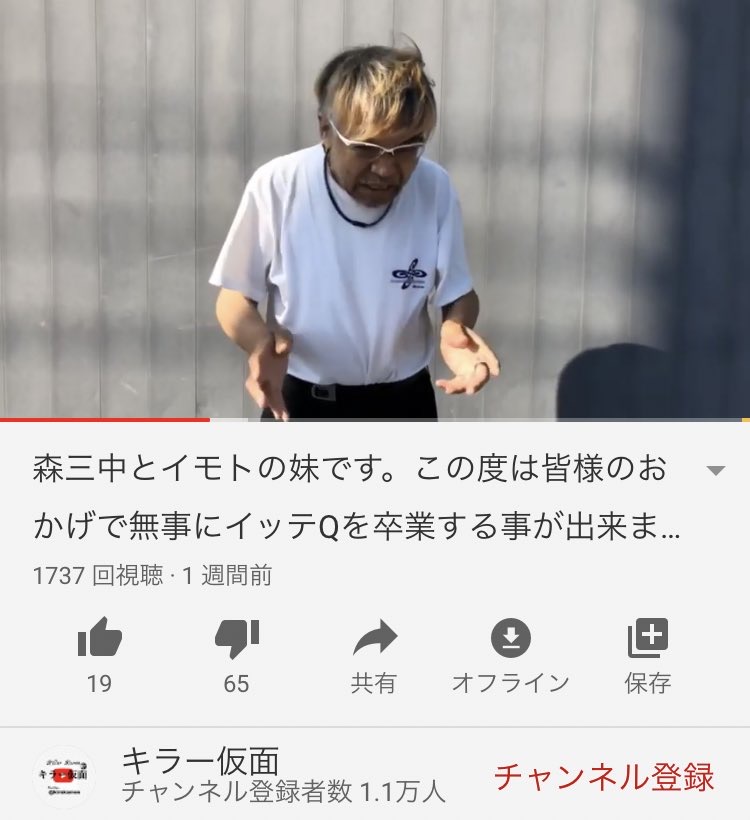 森三中とイモトの妹です。この度は皆様のお
かげで無事にイッテQを卒業する事が出来ま...
1737 回視聴 · 1 週間前
19
65
共有
オフライン
保存
キラー仮面
チャンネル登録者数 1.1万人
チャンネル登録